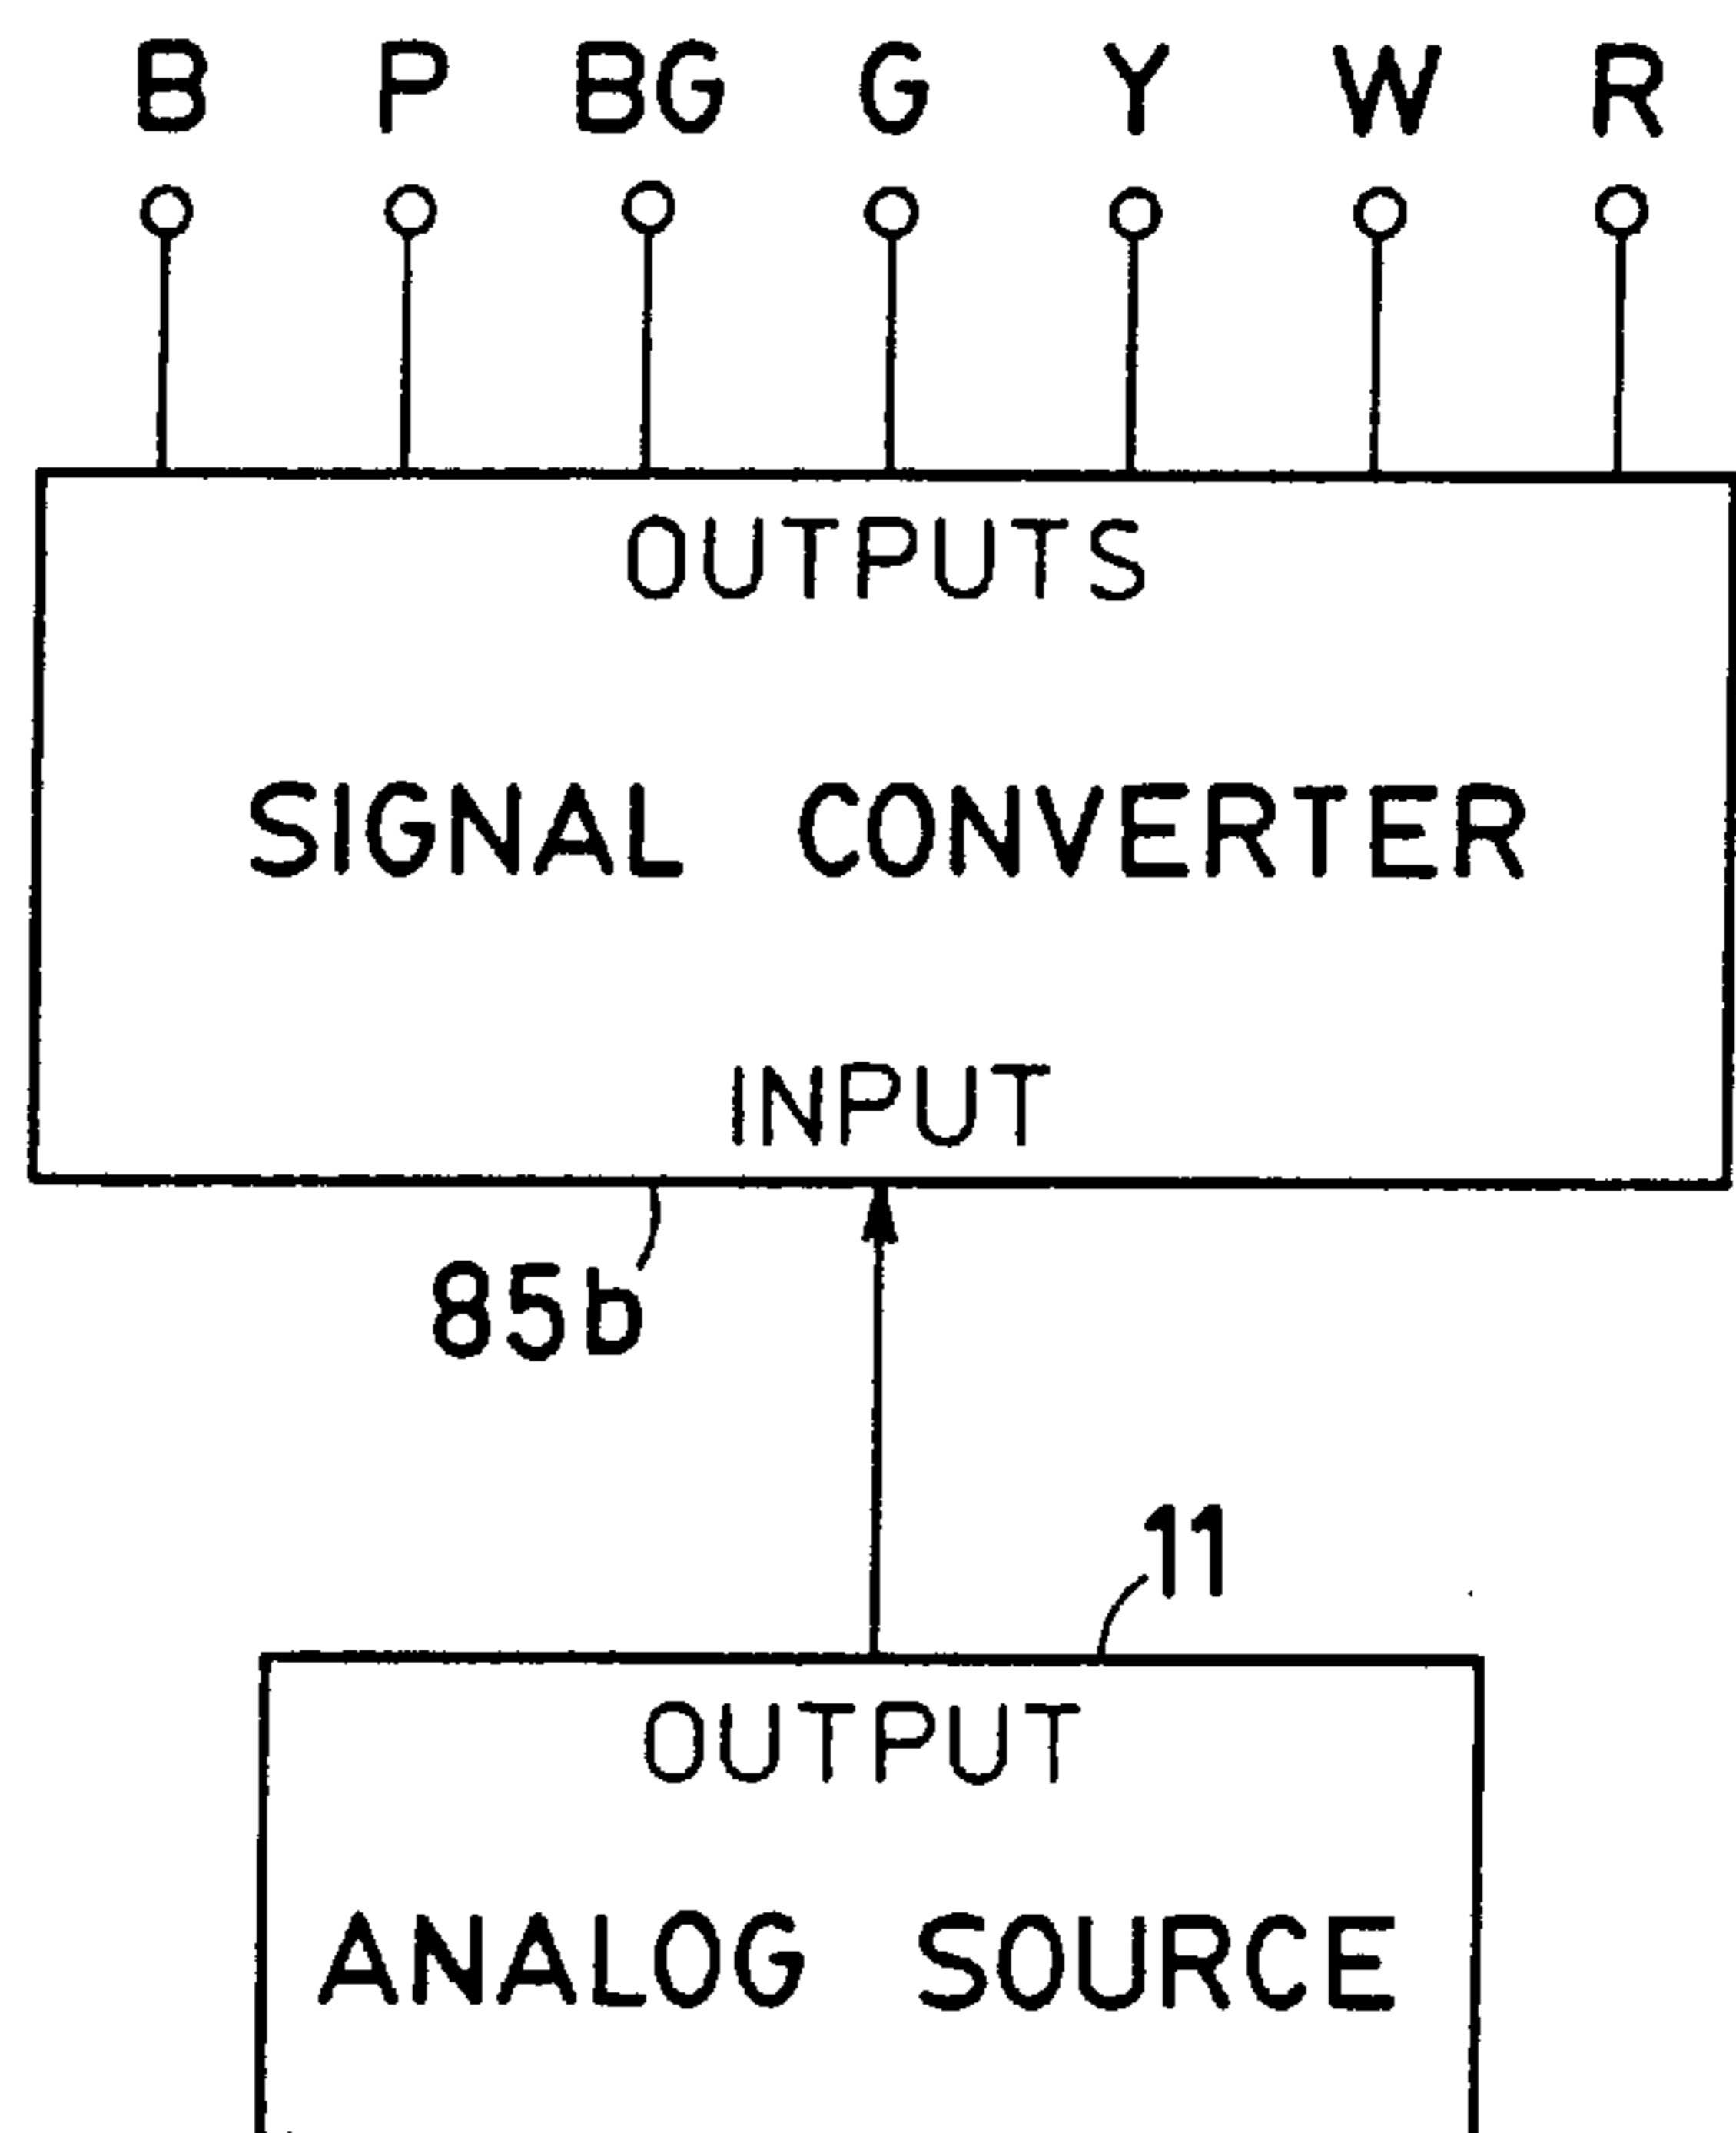 B P BG G Y W R
OUTPUTS
SIGNAL CONVERTER
INPUT
85b
11
OUTPUT
ANALOG SOURCE